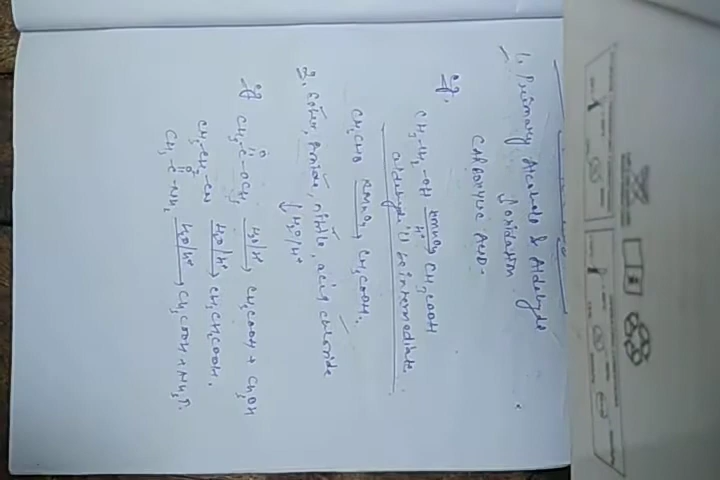 1. Primary Alcohols & Aldehyde
↓ oxidation
Carboxylic Acid.
eg. CH3-CH2-OH KMnO4/H+ → CH3COOH
aldehyde is intermediate.
CH3CHO KMnO4 → CH3COOH.
2. Ester, Amide, nitrile, acid chloride
↓ H2O/H+
eg CH3-C(=O)-OCH3 H2O/H+ → CH3COOH + CH3OH
CH3-CH2-CN H2O/H+ → CH3CH2COOH.
CH3-C(=O)-NH2 H2O/H+ → CH3COOH + NH3↑.